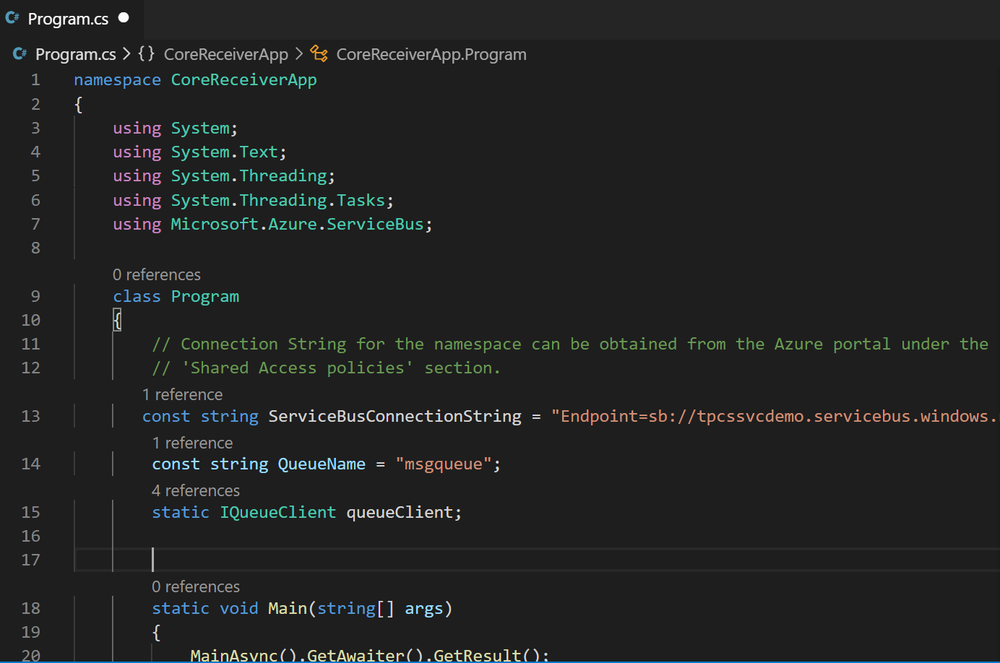 C# Program.cs
C# Program.cs > {} CoreReceiverApp > CoreReceiverApp.Program
1 namespace CoreReceiverApp
2 {
3 using System;
4 using System.Text;
5 using System.Threading;
6 using System.Threading.Tasks;
7 using Microsoft.Azure.ServiceBus;
8
0 references
9 class Program
10 {
11 // Connection String for the namespace can be obtained from the Azure portal under the
12 // 'Shared Access policies' section.
1 reference
13 const string ServiceBusConnectionString = "Endpoint=sb://tpcssvcdemo.servicebus.windows.
1 reference
14 const string QueueName = "msgqueue";
4 references
15 static IQueueClient queueClient;
16
17
0 references
18 static void Main(string[] args)
19 {
20 MainAsync().GetAwaiter().GetResult();